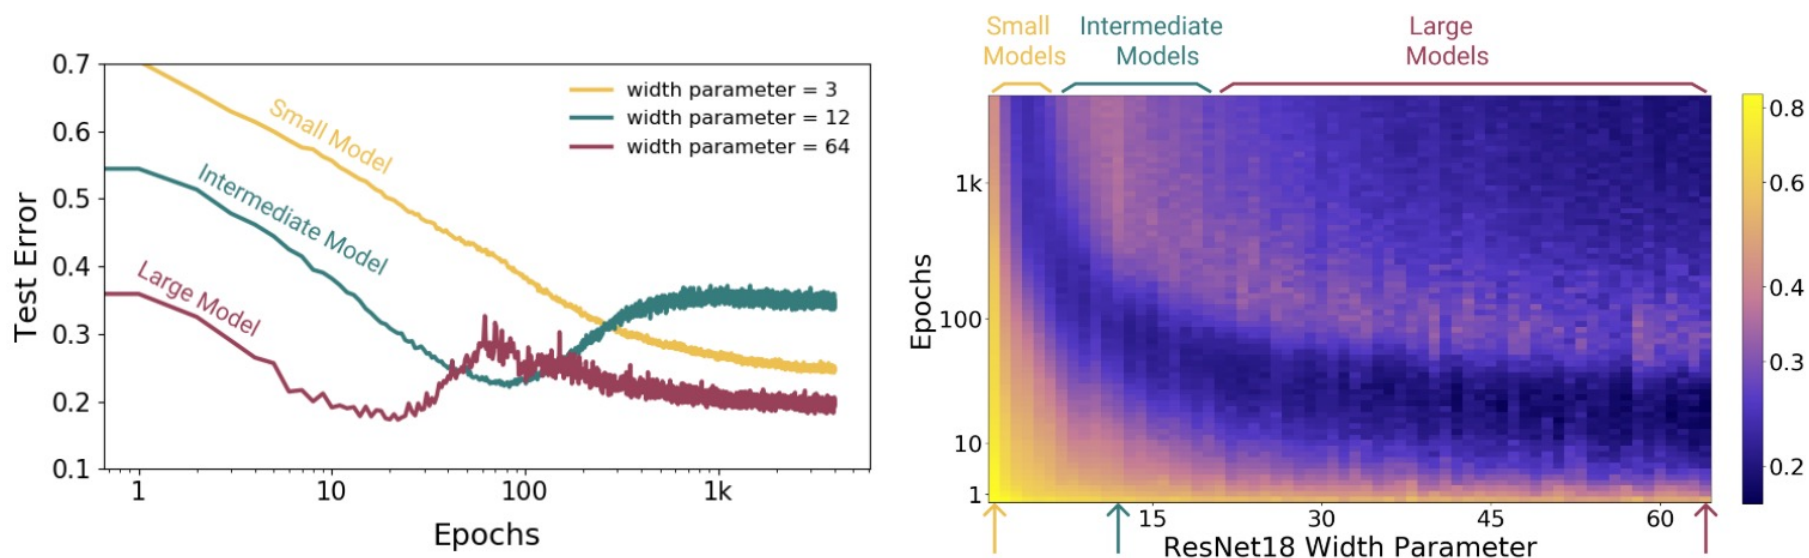 0.7
0.6
0.5
0.4
0.3
0.2
0.1
Test Error
1
10
100
1k
Epochs
Small Model
Intermediate Model
Large Model
width parameter = 3
width parameter = 12
width parameter = 64
Small
Models
Intermediate
Models
Large
Models
Epochs
1k
100
10
1
15
30
45
60
ResNet18 Width Parameter
0.8
0.6
0.4
0.3
0.2